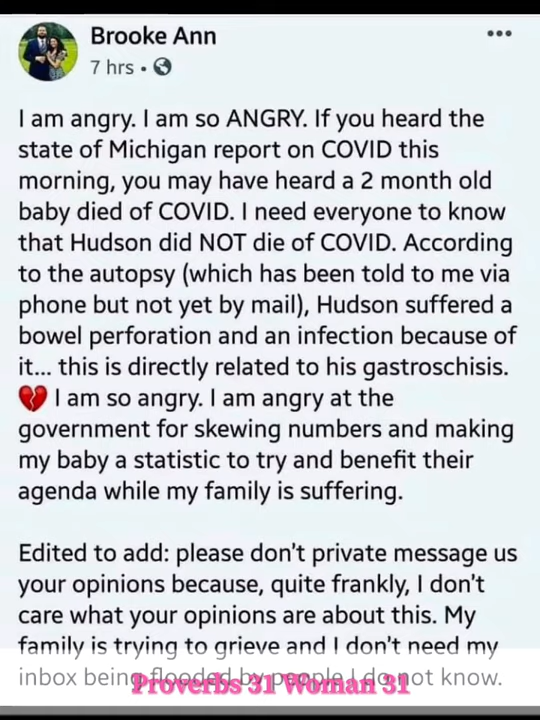 Brooke Ann
7 hrs •
I am angry. I am so ANGRY. If you heard the
state of Michigan report on COVID this
morning, you may have heard a 2 month old
baby died of COVID. I need everyone to know
that Hudson did NOT die of COVID. According
to the autopsy (which has been told to me via
phone but not yet by mail), Hudson suffered a
bowel perforation and an infection because of
it... this is directly related to his gastroschisis.
💔 I am so angry. I am angry at the
government for skewing numbers and making
my baby a statistic to try and benefit their
agenda while my family is suffering.
Edited to add: please don't private message us
your opinions because, quite frankly, I don't
care what your opinions are about this. My
family is trying to grieve and I don't need my
inbox being flooded by people I do not know.
Proverbs 31 Woman 31